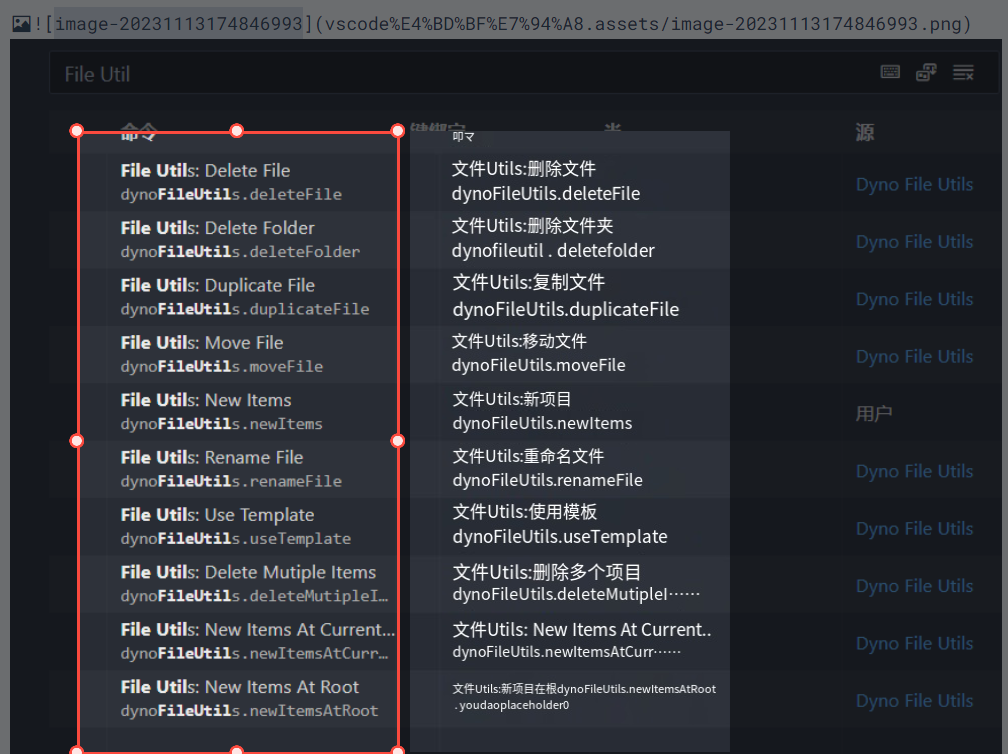 ![image-20231113174846993](vscode%E4%BD%BF%E7%94%A8.assets/image-20231113174846993.png)
File Util
命令
源
File Utils: Delete File
dynoFileUtils.deleteFile
文件Utils:删除文件
dynoFileUtils.deleteFile
Dyno File Utils
File Utils: Delete Folder
dynoFileUtils.deleteFolder
文件Utils:删除文件夹
dynofileutil . deletefolder
Dyno File Utils
File Utils: Duplicate File
dynoFileUtils.duplicateFile
文件Utils:复制文件
dynoFileUtils.duplicateFile
Dyno File Utils
File Utils: Move File
dynoFileUtils.moveFile
文件Utils:移动文件
dynoFileUtils.moveFile
Dyno File Utils
File Utils: New Items
dynoFileUtils.newItems
文件Utils:新项目
dynoFileUtils.newItems
用户
File Utils: Rename File
dynoFileUtils.renameFile
文件Utils:重命名文件
dynoFileUtils.renameFile
Dyno File Utils
File Utils: Use Template
dynoFileUtils.useTemplate
文件Utils:使用模板
dynoFileUtils.useTemplate
Dyno File Utils
File Utils: Delete Mutiple Items
dynoFileUtils.deleteMutipleI...
文件Utils:删除多个项目
dynoFileUtils.deleteMutipleI······
Dyno File Utils
File Utils: New Items At Current...
dynoFileUtils.newItemsAtCurr...
文件Utils: New Items At Current..
dynoFileUtils.newItemsAtCurr······
Dyno File Utils
File Utils: New Items At Root
dynoFileUtils.newItemsAtRoot
文件Utils:新项目在根dynoFileUtils.newItemsAtRoot
.youdaoplaceholder0
Dyno File Utils